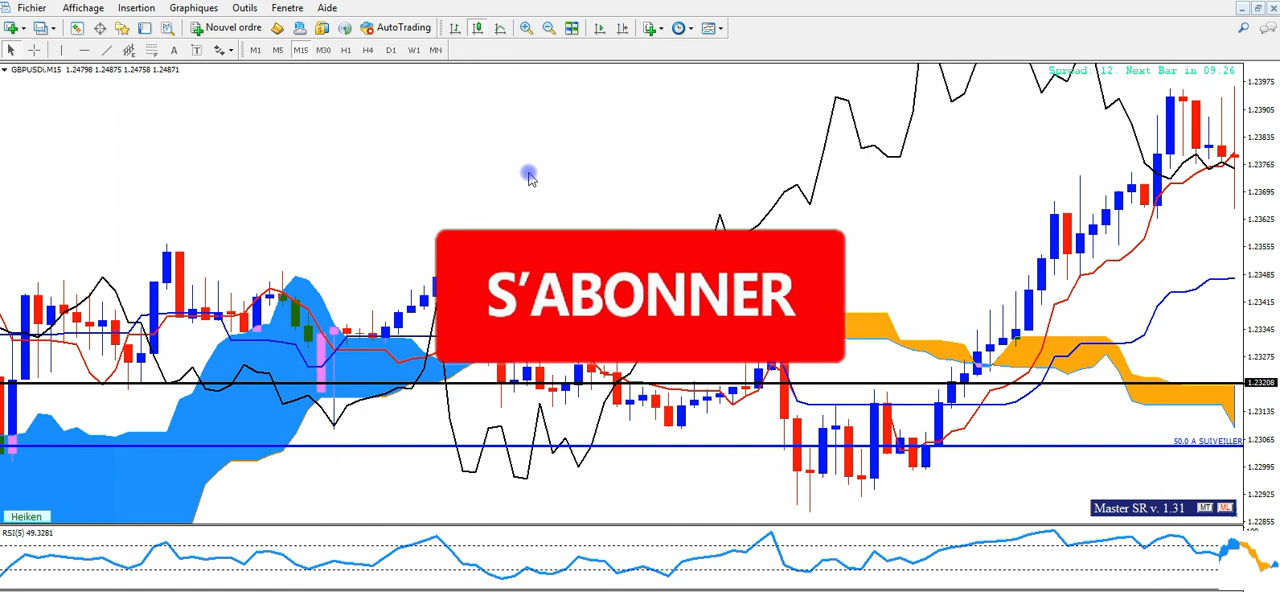 Fichier Affichage Insertion Graphiques Outils Fenetre Aide
Nouvel ordre AutoTrading
A T M1 M5 M15 M30 H1 H4 D1 W1 MN
GBPUSDi,M15 1.24798 1.24875 1.24758 1.24871
Spread: 12. Next Bar in 09:26
1.23975
1.23905
1.23835
1.23765
1.23695
1.23625
1.23555
1.23485
1.23415
1.23345
1.23275
1.23208
1.23135
1.23065
1.22995
1.22925
1.22855
S'ABONNER
50.0 A SUIVEILLER
Master SR v. 1.31 MT ML
Heiken
RSI(5) 49.3281